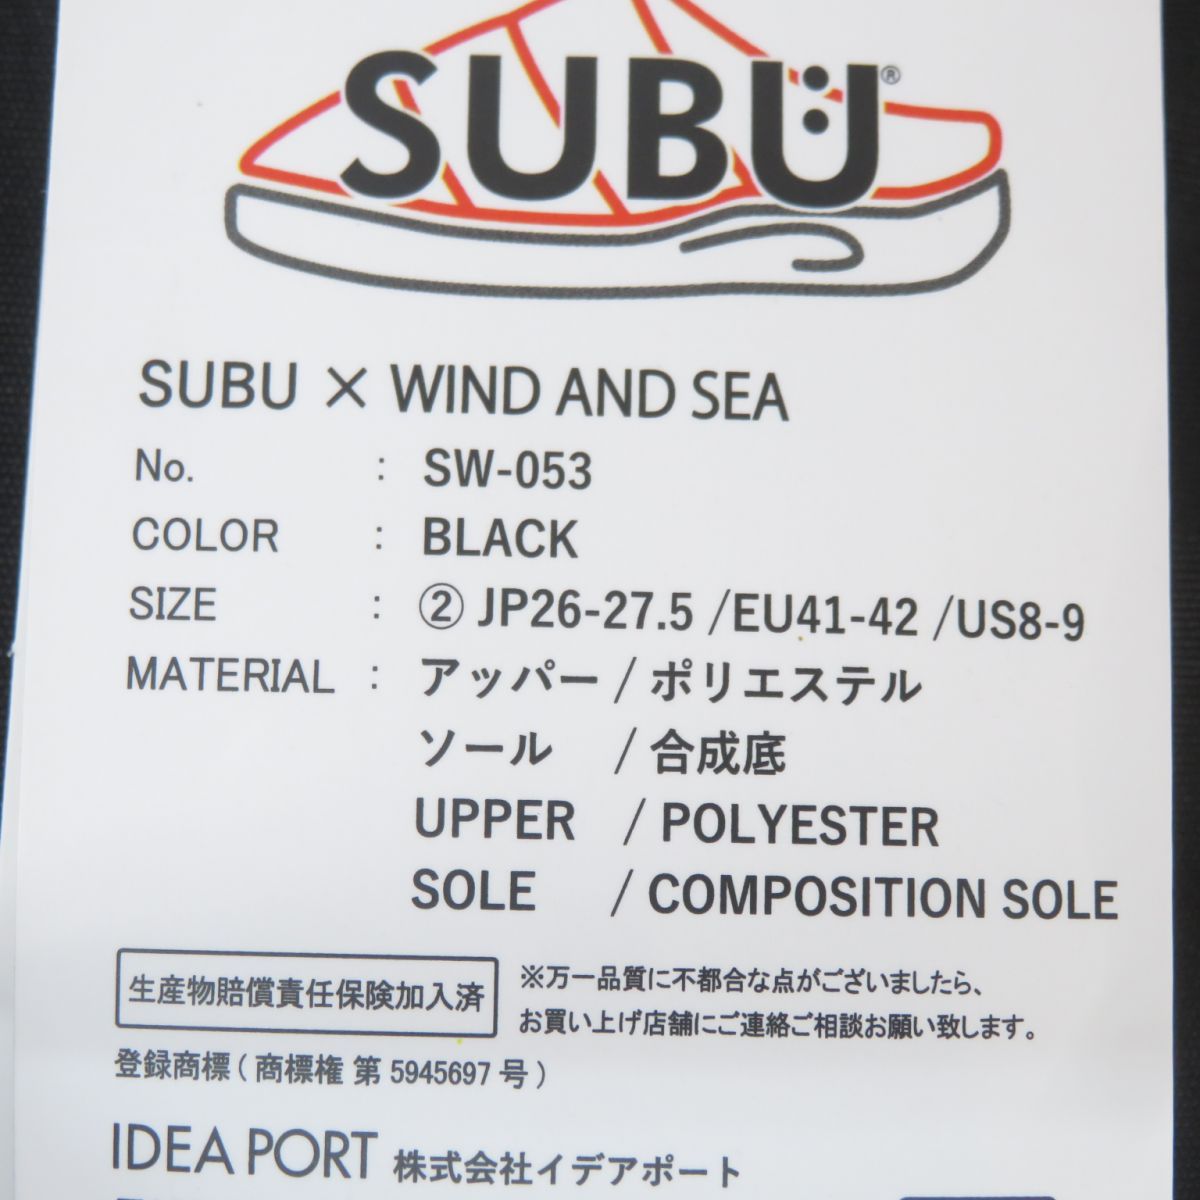 SUBU®
SUBU × WIND AND SEA
No. : SW-053
COLOR : BLACK
SIZE : ② JP26-27.5 /EU41-42 /US8-9
MATERIAL : アッパー / ポリエステル
ソール / 合成底
UPPER / POLYESTER
SOLE / COMPOSITION SOLE
生産物賠償責任保険加入済
※万一品質に不都合な点がございましたら、
お買い上げ店舗にご連絡ご相談お願い致します。
登録商標 ( 商標権 第 5945697 号 )
IDEA PORT 株式会社イデアポート